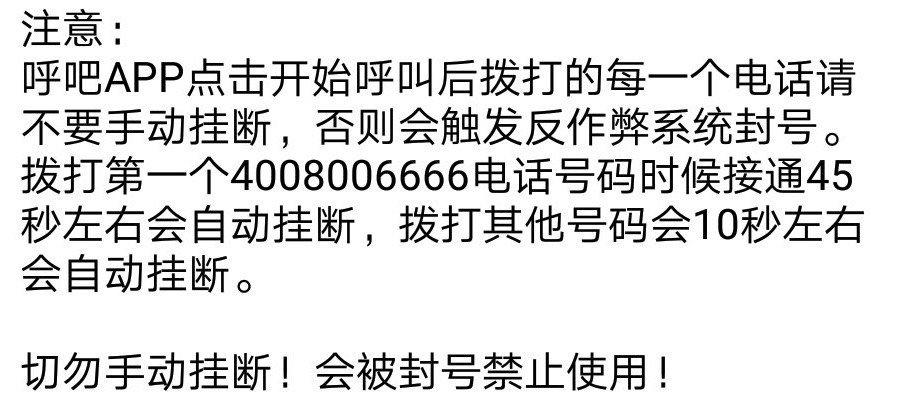 注意：
呼吧APP点击开始呼叫后拨打的每一个电话请
不要手动挂断，否则会触发反作弊系统封号。
拨打第一个4008006666电话号码时候接通45
秒左右会自动挂断，拨打其他号码会10秒左右
会自动挂断。
切勿手动挂断！会被封号禁止使用！